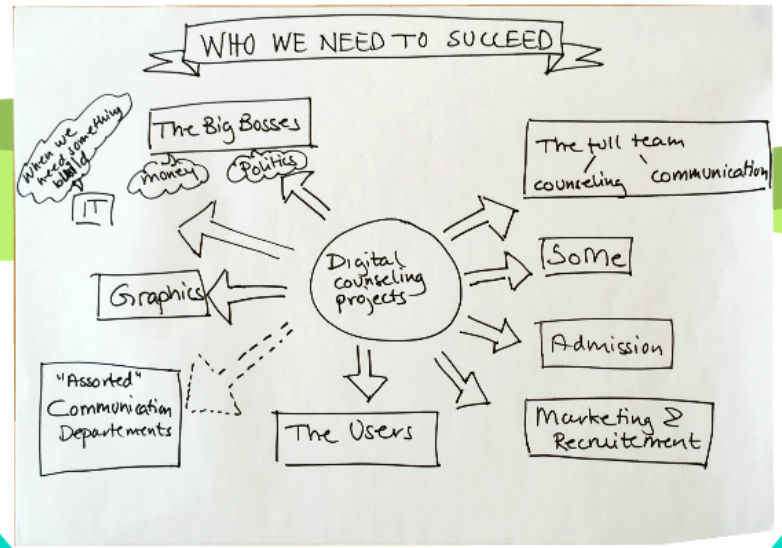 WHO WE NEED TO SUCCEED
When we
need something
build
IT
The Big Bosses
money
Politics
The full team
counseling communication
Digital
counseling
projects
SoMe
Graphics
Admission
"Assorted"
Communication
Departements
The Users
Marketing &
Recruitement